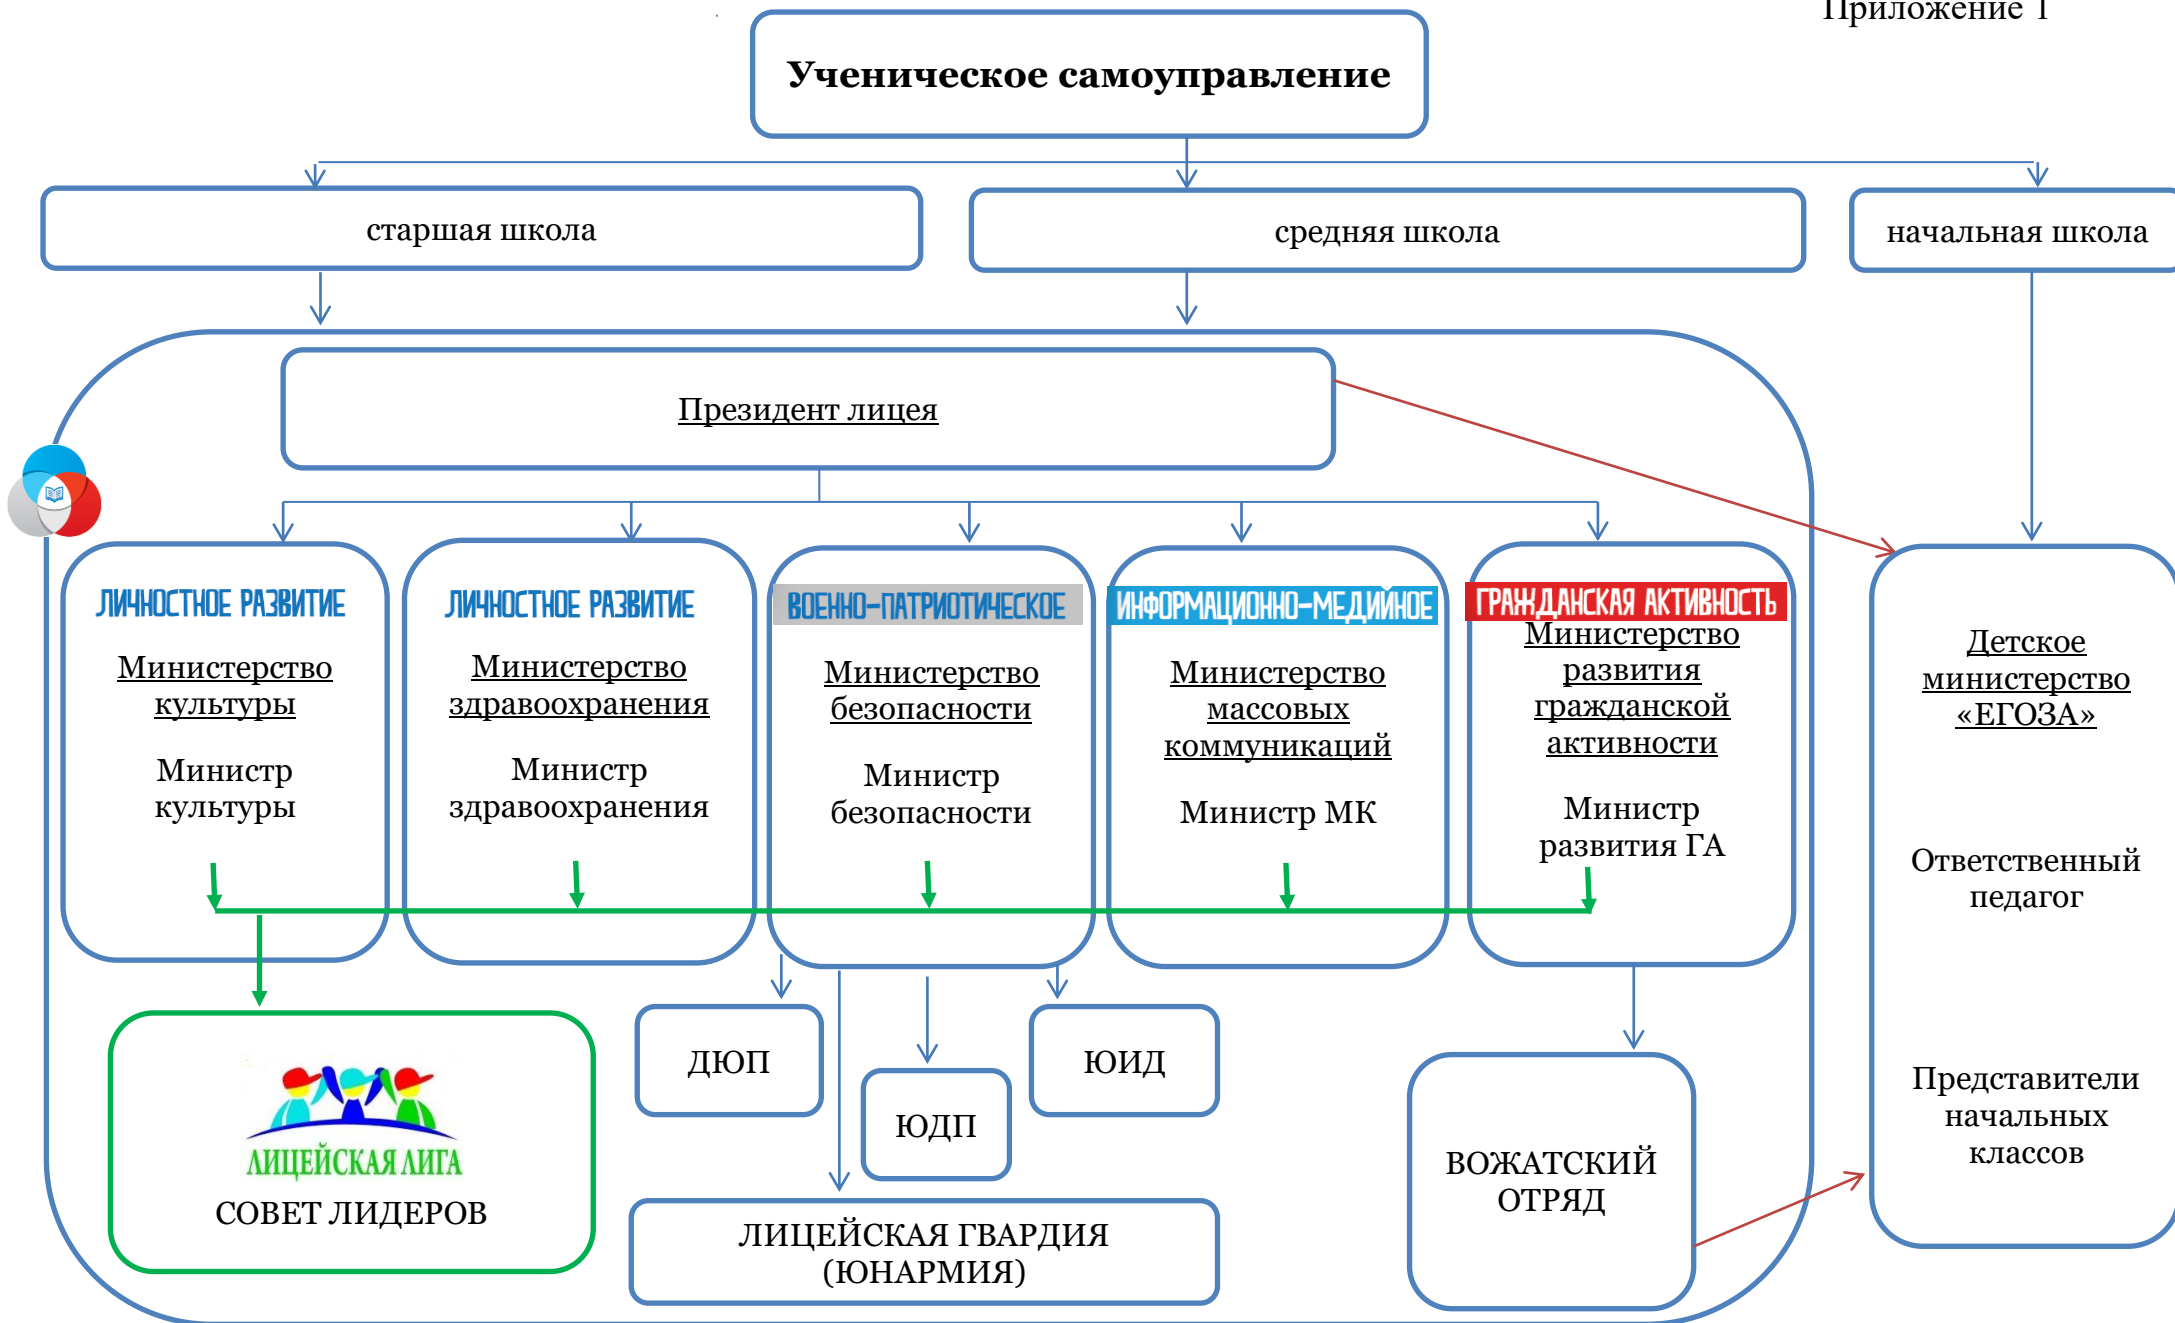 Приложение 1
Ученическое самоуправление
старшая школа
средняя школа
начальная школа
Президент лицея
ЛИЧНОСТНОЕ РАЗВИТИЕ
Министерство
культуры
Министр
культуры
ЛИЧНОСТНОЕ РАЗВИТИЕ
Министерство
здравоохранения
Министр
здравоохранения
ВОЕННО-ПАТРИОТИЧЕСКОЕ
Министерство
безопасности
Министр
безопасности
ИНФОРМАЦИОННО-МЕДИЙНОЕ
Министерство
массовых
коммуникаций
Министр МК
ГРАЖДАНСКАЯ АКТИВНОСТЬ
Министерство
развития
гражданской
активности
Министр
развития ГА
Детское
министерство
«ЕГОЗА»
Ответственный
педагог
Представители
начальных
классов
ЛИЦЕЙСКАЯ ЛИГА
СОВЕТ ЛИДЕРОВ
ДЮП
ЮДП
ЮИД
ЛИЦЕЙСКАЯ ГВАРДИЯ
(ЮНАРМИЯ)
ВОЖАТСКИЙ
ОТРЯД